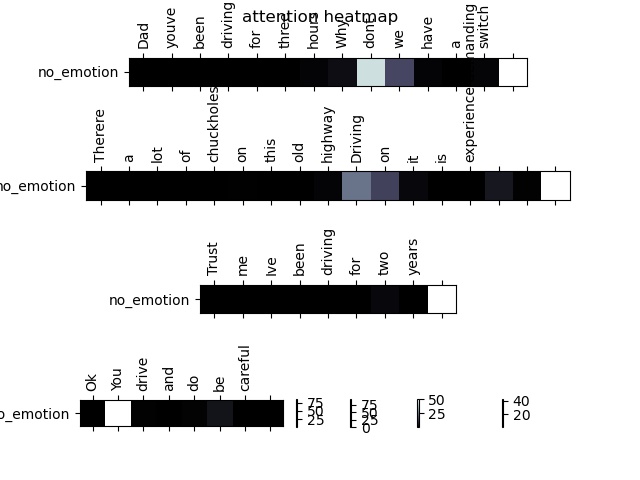 attention heatmap
Dad youve been driving for three hours Why dont we have a switch
no_emotion
Therere a lot of chuckholes on this old highway Driving on it is experience
no_emotion
Trust me Ive been driving for two years
no_emotion
Ok You drive and do be careful
no_emotion
75 50 25
75 50 25 0
50 25
40 20